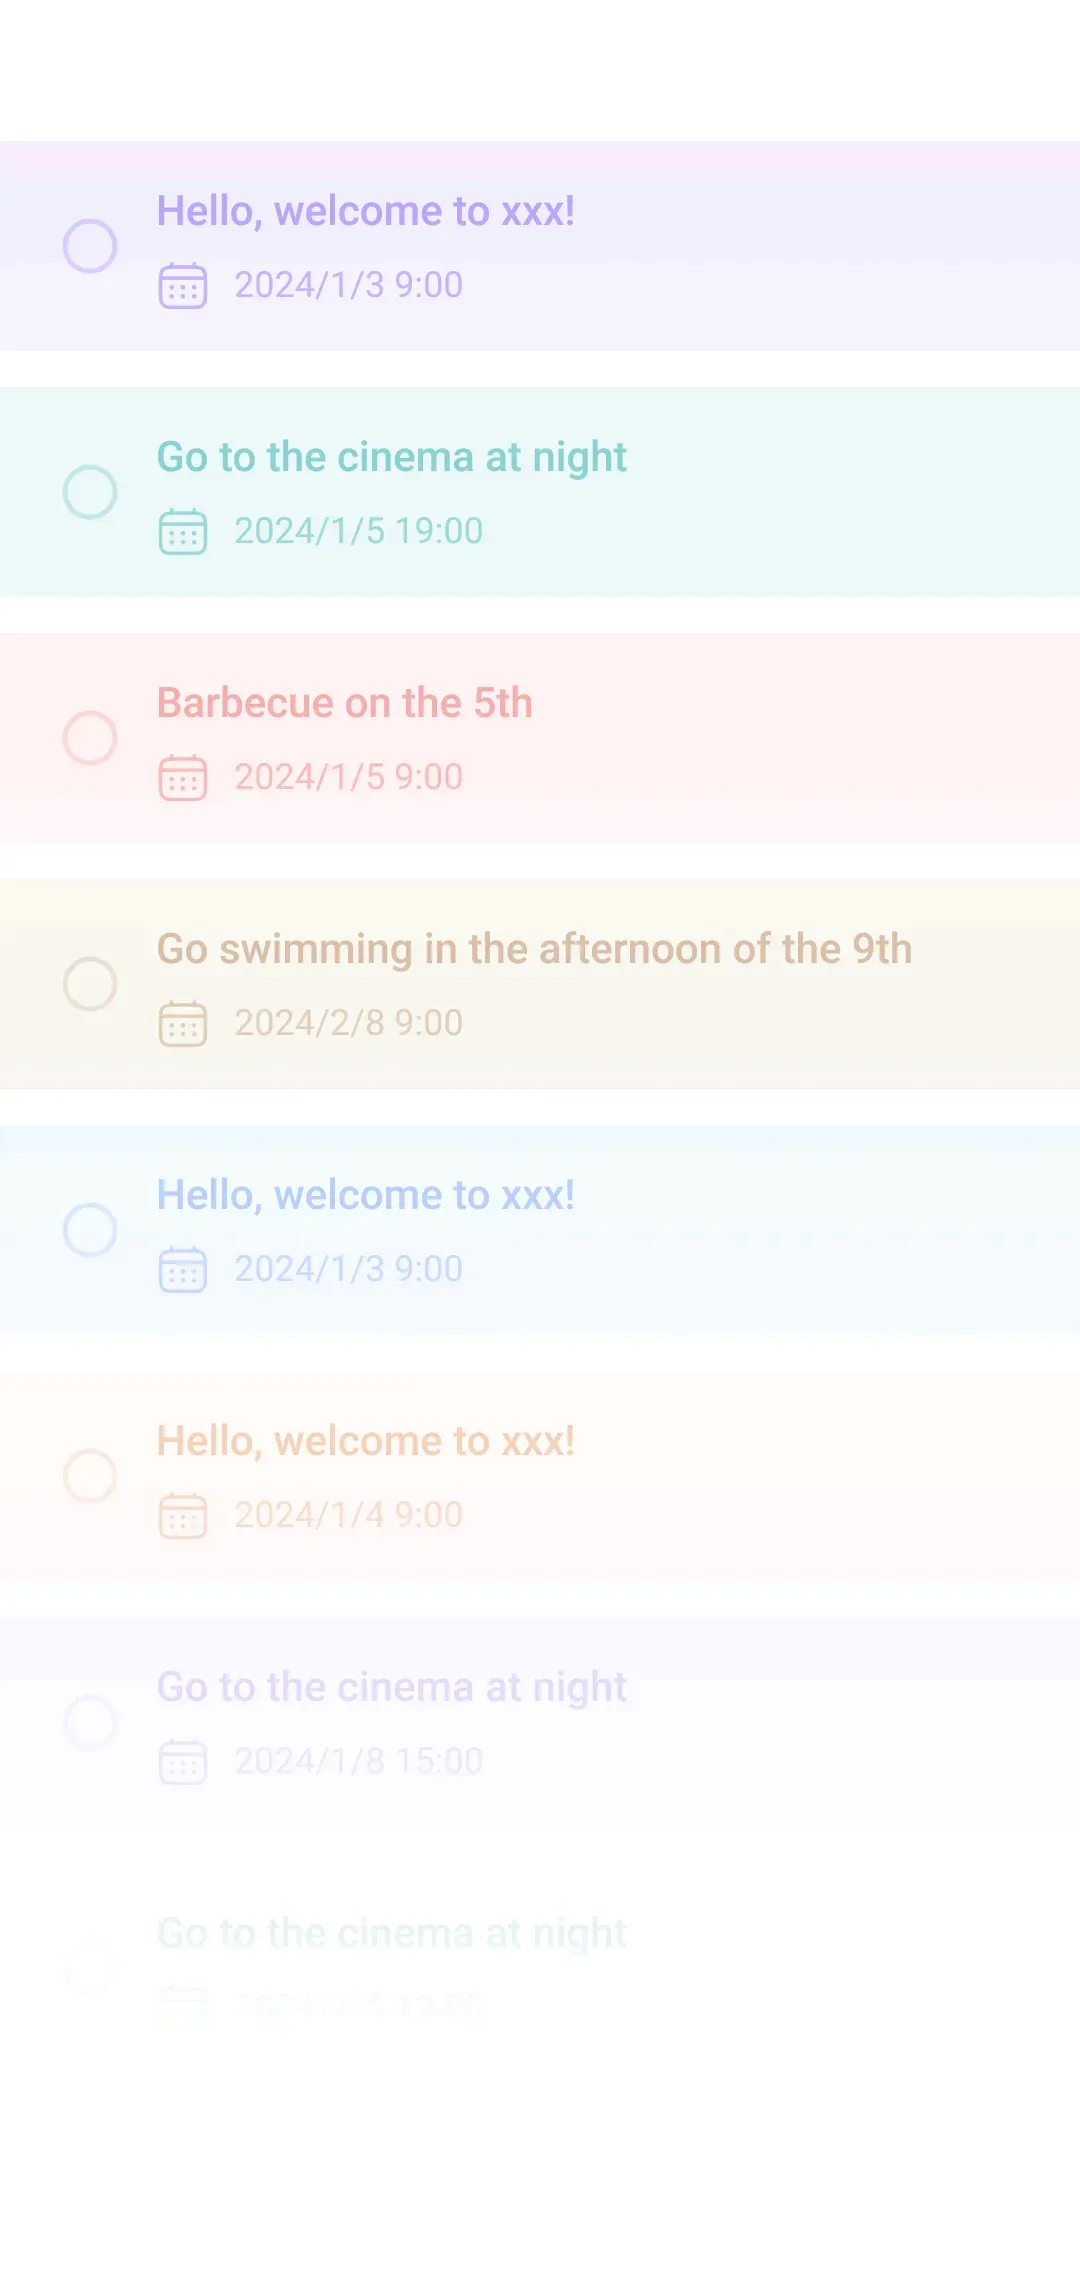 Hello, welcome to xxx!
2024/1/3 9:00
Go to the cinema at night
2024/1/5 19:00
Barbecue on the 5th
2024/1/5 9:00
Go swimming in the afternoon of the 9th
2024/2/8 9:00
Hello, welcome to xxx!
2024/1/3 9:00
Hello, welcome to xxx!
2024/1/4 9:00
Go to the cinema at night
2024/1/8 15:00
Go to the cinema at night